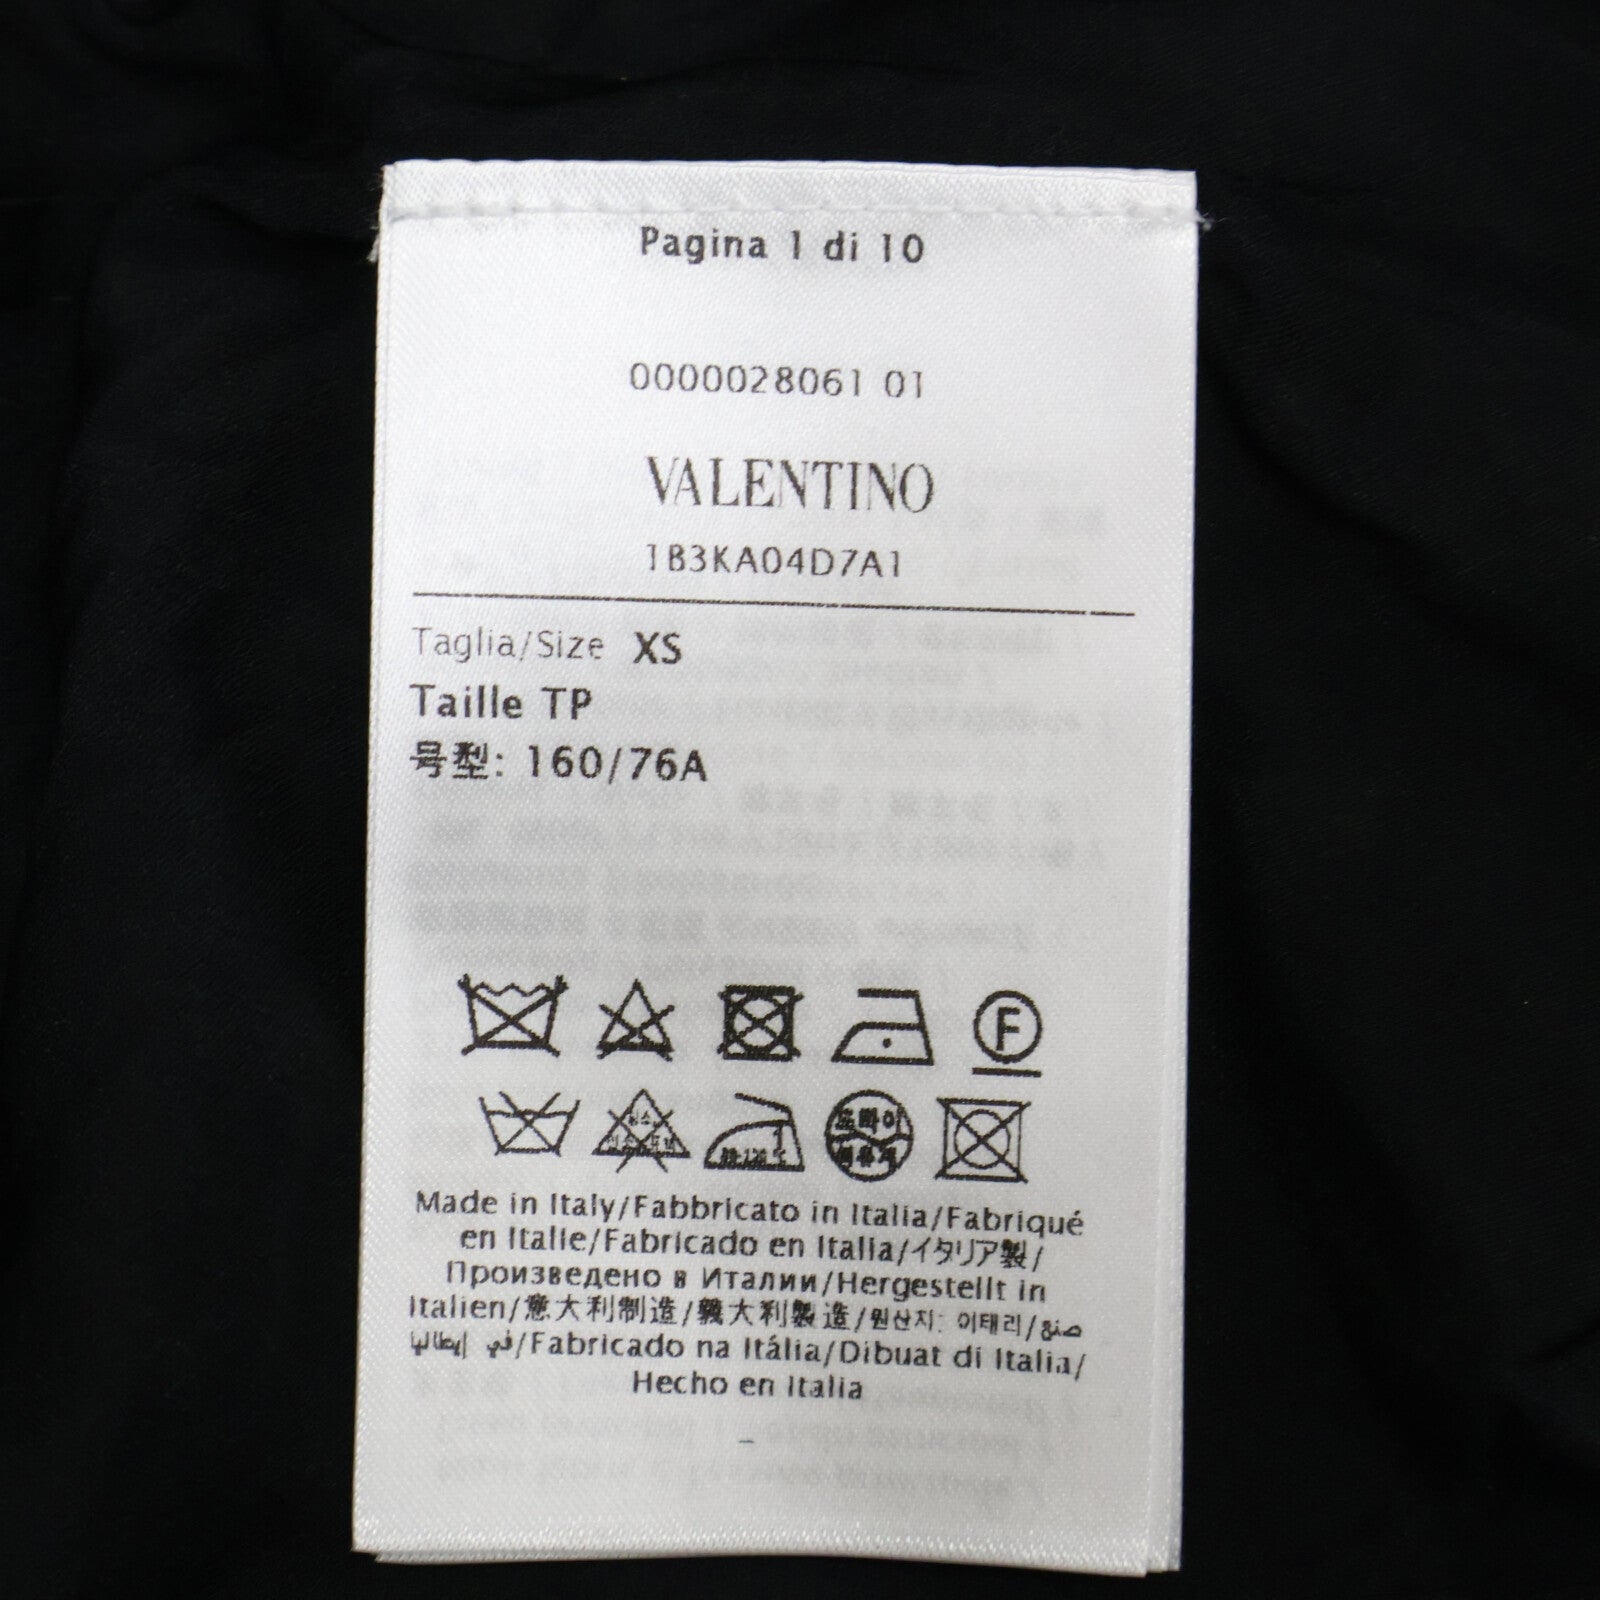 Pagina 1 di 10
0000028061 01
VALENTINO
1B3KA04D7A1
Taglia/Size XS
Taille TP
号型: 160/76A
F
드라이
Made in Italy/Fabbricato in Italia/Fabriqué
en Italie/Fabricado en Italia/イタリア製/
Произведено в Италии/Hergestellt in
Italien/意大利制造/義大利製造/원산지: 이태리/صنع
في إيطاليا/Fabricado na Itália/Dibuat di Italia/
Hecho en Italia
-